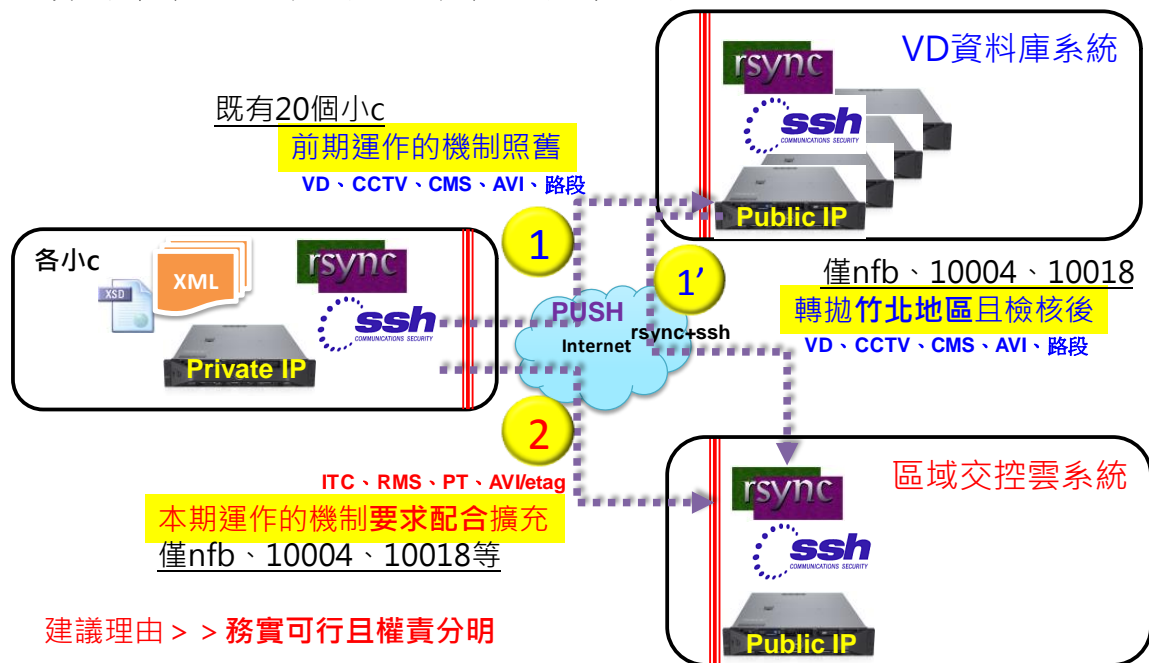 rsync
VD資料庫系統
ssh
COMMUNICATIONS SECURITY
Public IP
既有20個小c
前期運作的機制照舊
VD、CCTV、CMS、AVI、路段
1
1’
各小c
XSD
XML
rsync
ssh
COMMUNICATIONS SECURITY
Private IP
PUSH
rsync+ssh
Internet
僅nfb、10004、10018
轉拋竹北地區且檢核後
VD、CCTV、CMS、AVI、路段
2
ITC、RMS、PT、AVI/etag
本期運作的機制要求配合擴充
僅nfb、10004、10018等
區域交控雲系統
rsync
ssh
COMMUNICATIONS SECURITY
Public IP
建議理由>>務實可行且權責分明